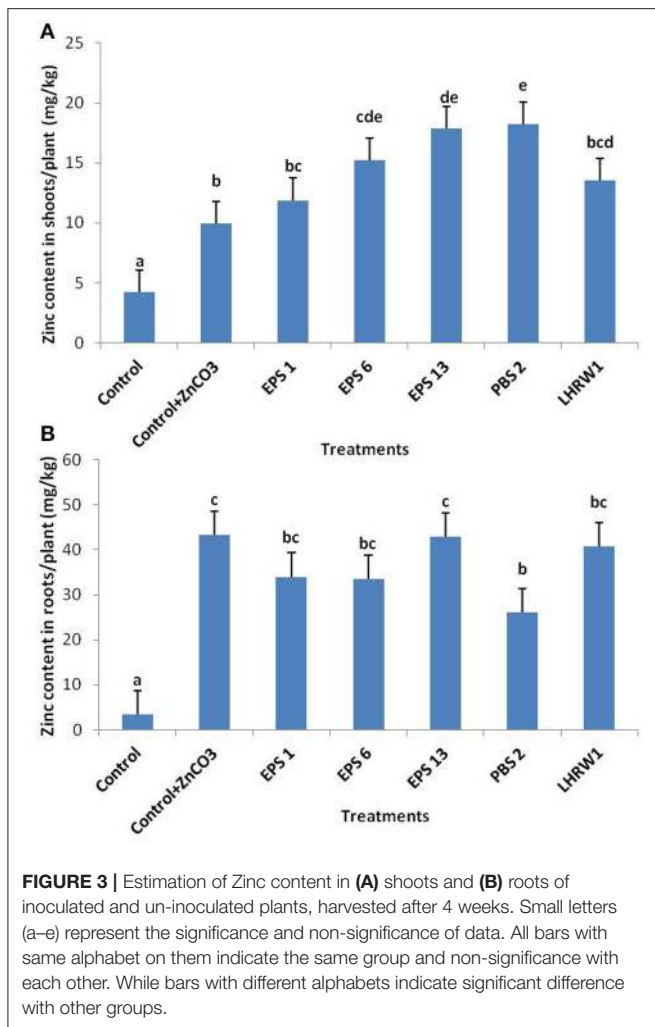 A
Zinc content in shoots/plant (mg/kg)
25
20
15
10
5
0
a
b
bc
cde
de
e
bcd
Control
Control+ZnCO3
EPS 1
EPS 6
EPS 13
PBS 2
LHRW1
Treatments
B
Zinc content in roots/plant (mg/kg)
60
50
40
30
20
10
0
a
c
bc
bc
c
b
bc
Control
Control+ZnCO3
EPS 1
EPS 6
EPS 13
PBS 2
LHRW1
Treatments
FIGURE 3 | Estimation of Zinc content in (A) shoots and (B) roots of
inoculated and un-inoculated plants, harvested after 4 weeks. Small letters
(a–e) represent the significance and non-significance of data. All bars with
same alphabet on them indicate the same group and non-significance with
each other. While bars with different alphabets indicate significant difference
with other groups.